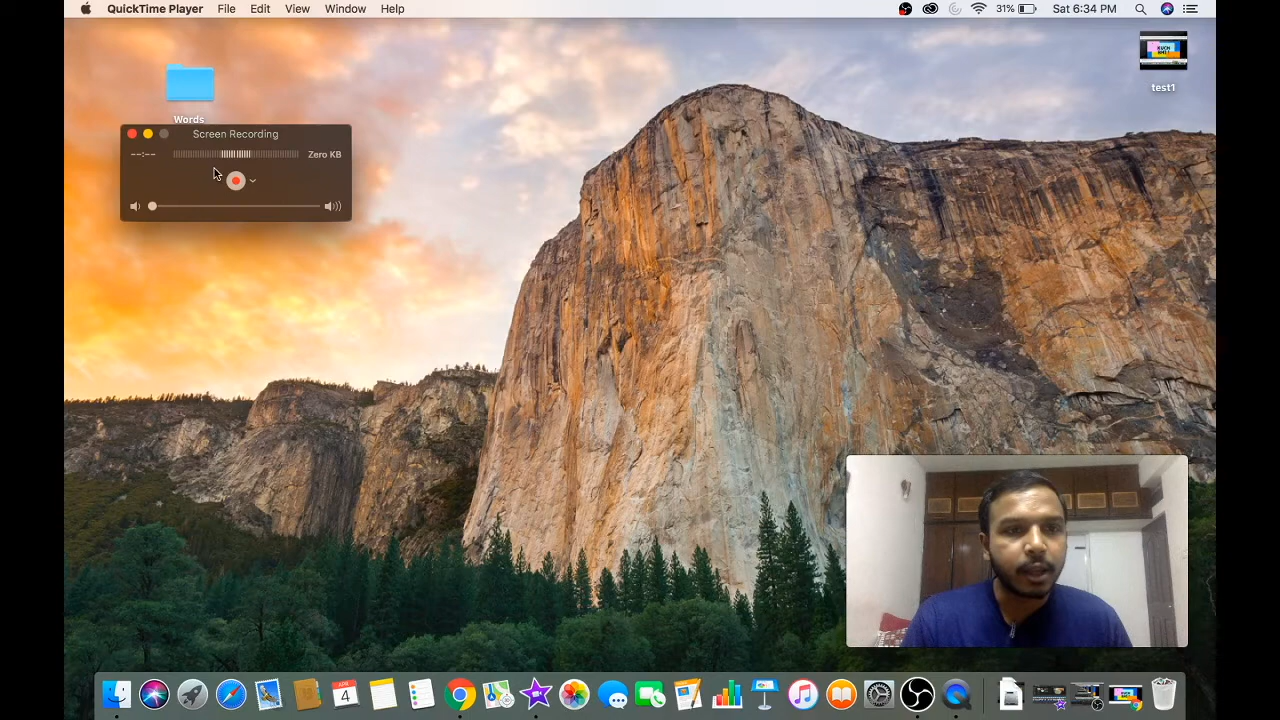 QuickTime Player File Edit View Window Help 31% Sat 6:34 PM
test1
Words
Screen Recording
--:-- Zero KB
APR
4